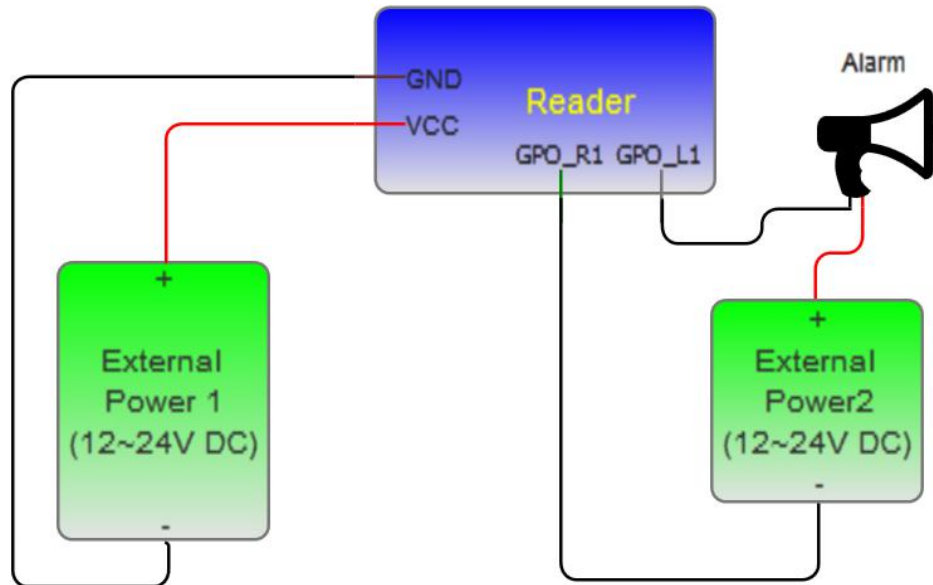 Alarm
GND
Reader
VCC
GPO_R1 GPO_L1
+
External
Power 1
(12~24V DC)
-
+
External
Power2
(12~24V DC)
-